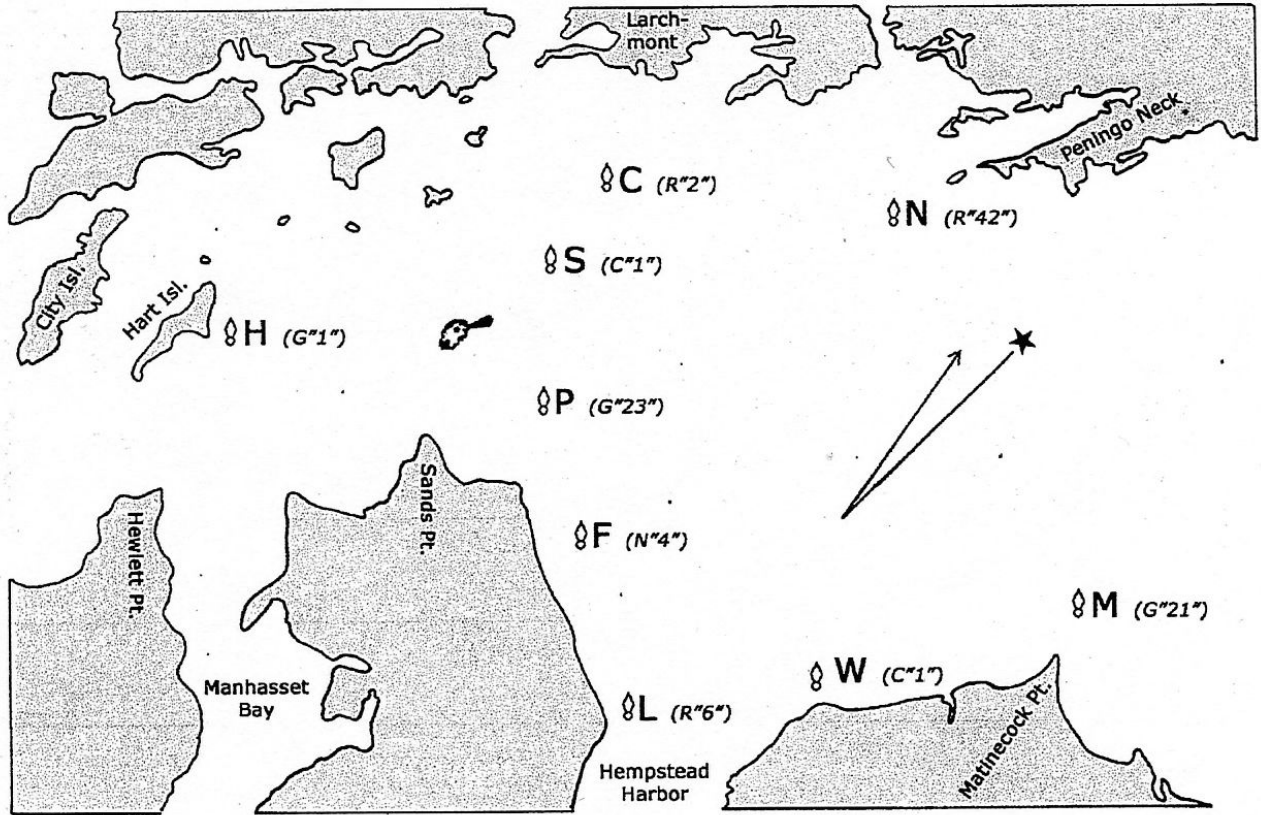 Larch-
mont
Peningo Neck
C (R"2")
N (R"42")
S (C"1")
City Isl.
Hart Isl.
H (G"1")
P (G"23")
Sands Pt.
Hewlett Pt.
F (N"4")
M (G"21")
W (C"1")
Manhasset
Bay
L (R"6")
Matinecock Pt.
Hempstead
Harbor